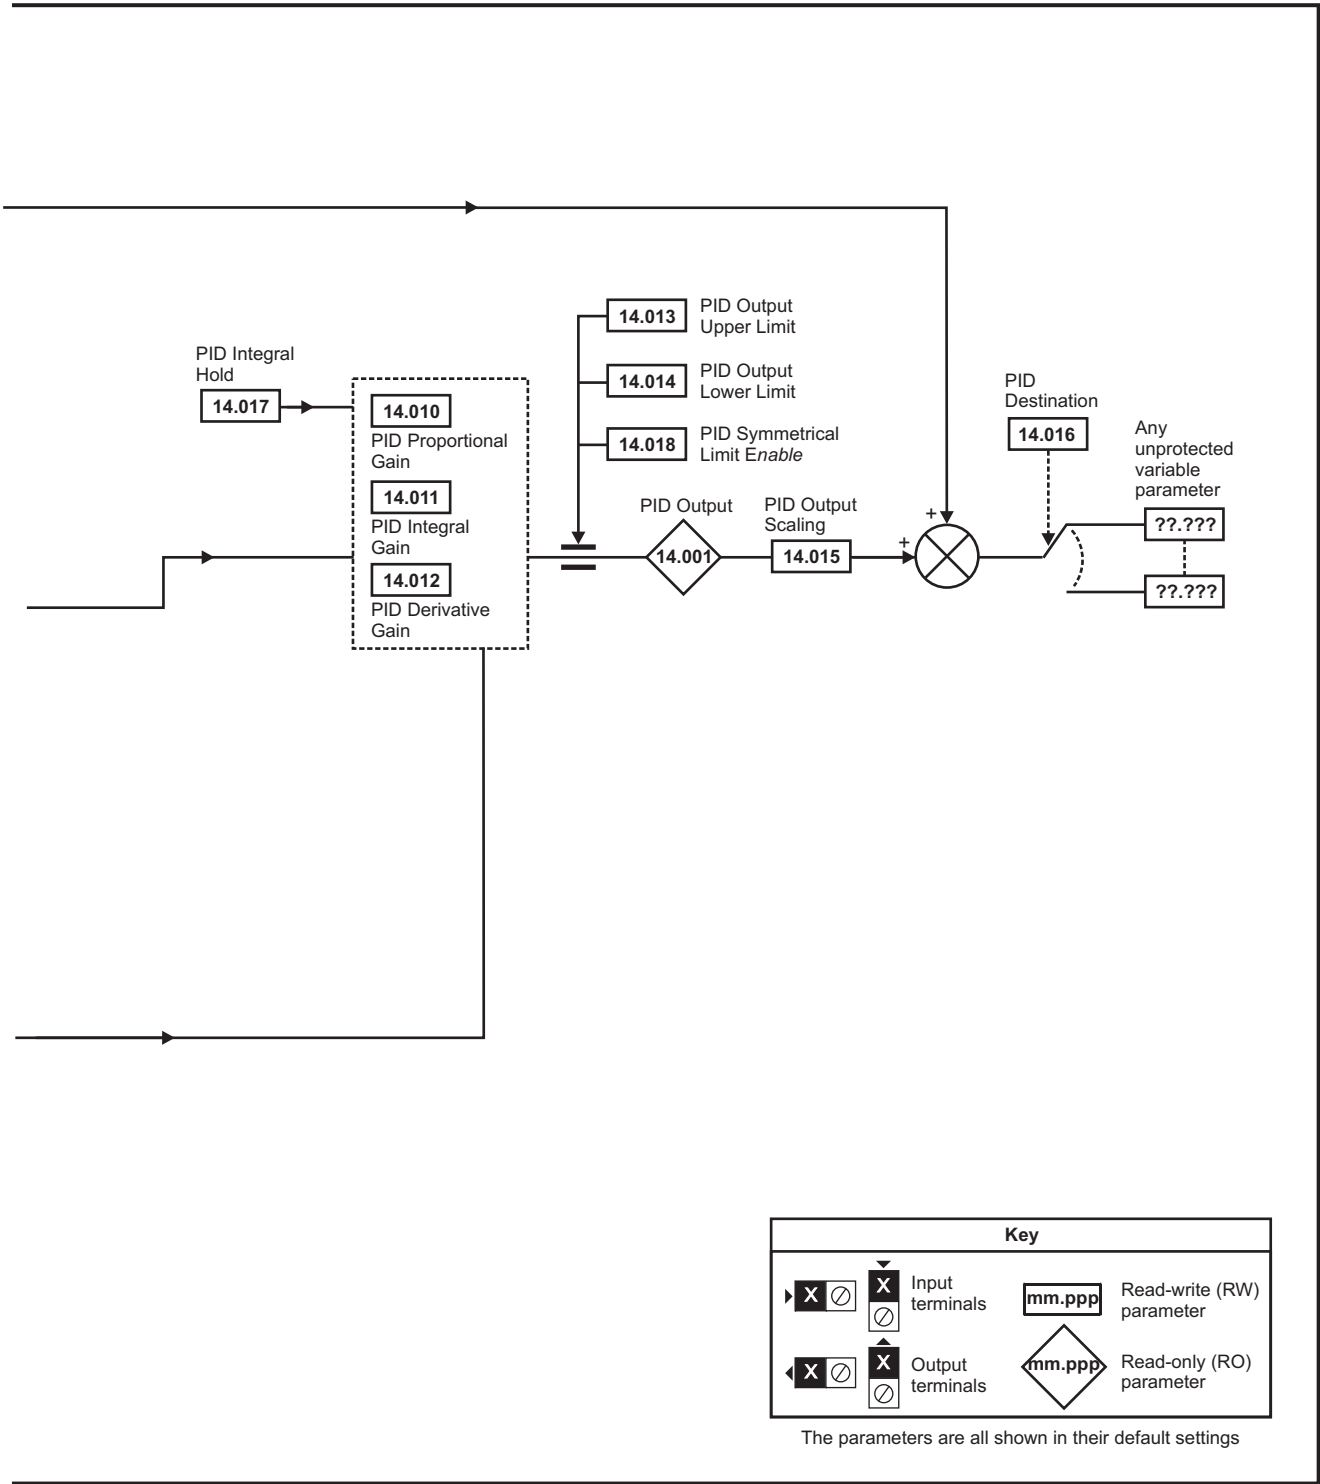 PID Integral
Hold
14.017
14.010
PID Proportional
Gain
14.011
PID Integral
Gain
14.012
PID Derivative
Gain
14.013
PID Output
Upper Limit
14.014
PID Output
Lower Limit
14.018
PID Symmetrical
Limit Enable
PID Output
14.001
PID Output
Scaling
14.015
+
+
PID
Destination
14.016
Any
unprotected
variable
parameter
??.???
??.???
Key
X
X
Input
terminals
mm.ppp
Read-write (RW)
parameter
X
X
Output
terminals
mm.ppp
Read-only (RO)
parameter
The parameters are all shown in their default settings